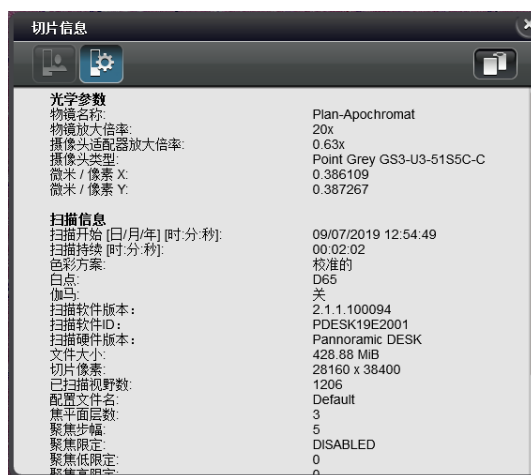 切片信息
光学参数
物镜名称: Plan-Apochromat
物镜放大倍率: 20x
摄像头适配器放大倍率: 0.63x
摄像头类型: Point Grey GS3-U3-51S5C-C
微米 / 像素 X: 0.386109
微米 / 像素 Y: 0.387267
扫描信息
扫描开始 [日/月/年] [时:分:秒]: 09/07/2019 12:54:49
扫描持续 [时:分:秒]: 00:02:02
色彩方案: 校准的
白点: D65
伽马: 关
扫描软件版本: 2.1.1.100094
扫描软件ID: PDESK19E2001
扫描硬件版本: Pannoramic DESK
文件大小: 428.88 MiB
切片像素: 28160 x 38400
已扫描视野数: 1206
配置文件名: Default
焦平面层数: 3
聚焦步幅: 5
聚焦限定: DISABLED
聚焦低限定: 0
聚焦高限定: 0